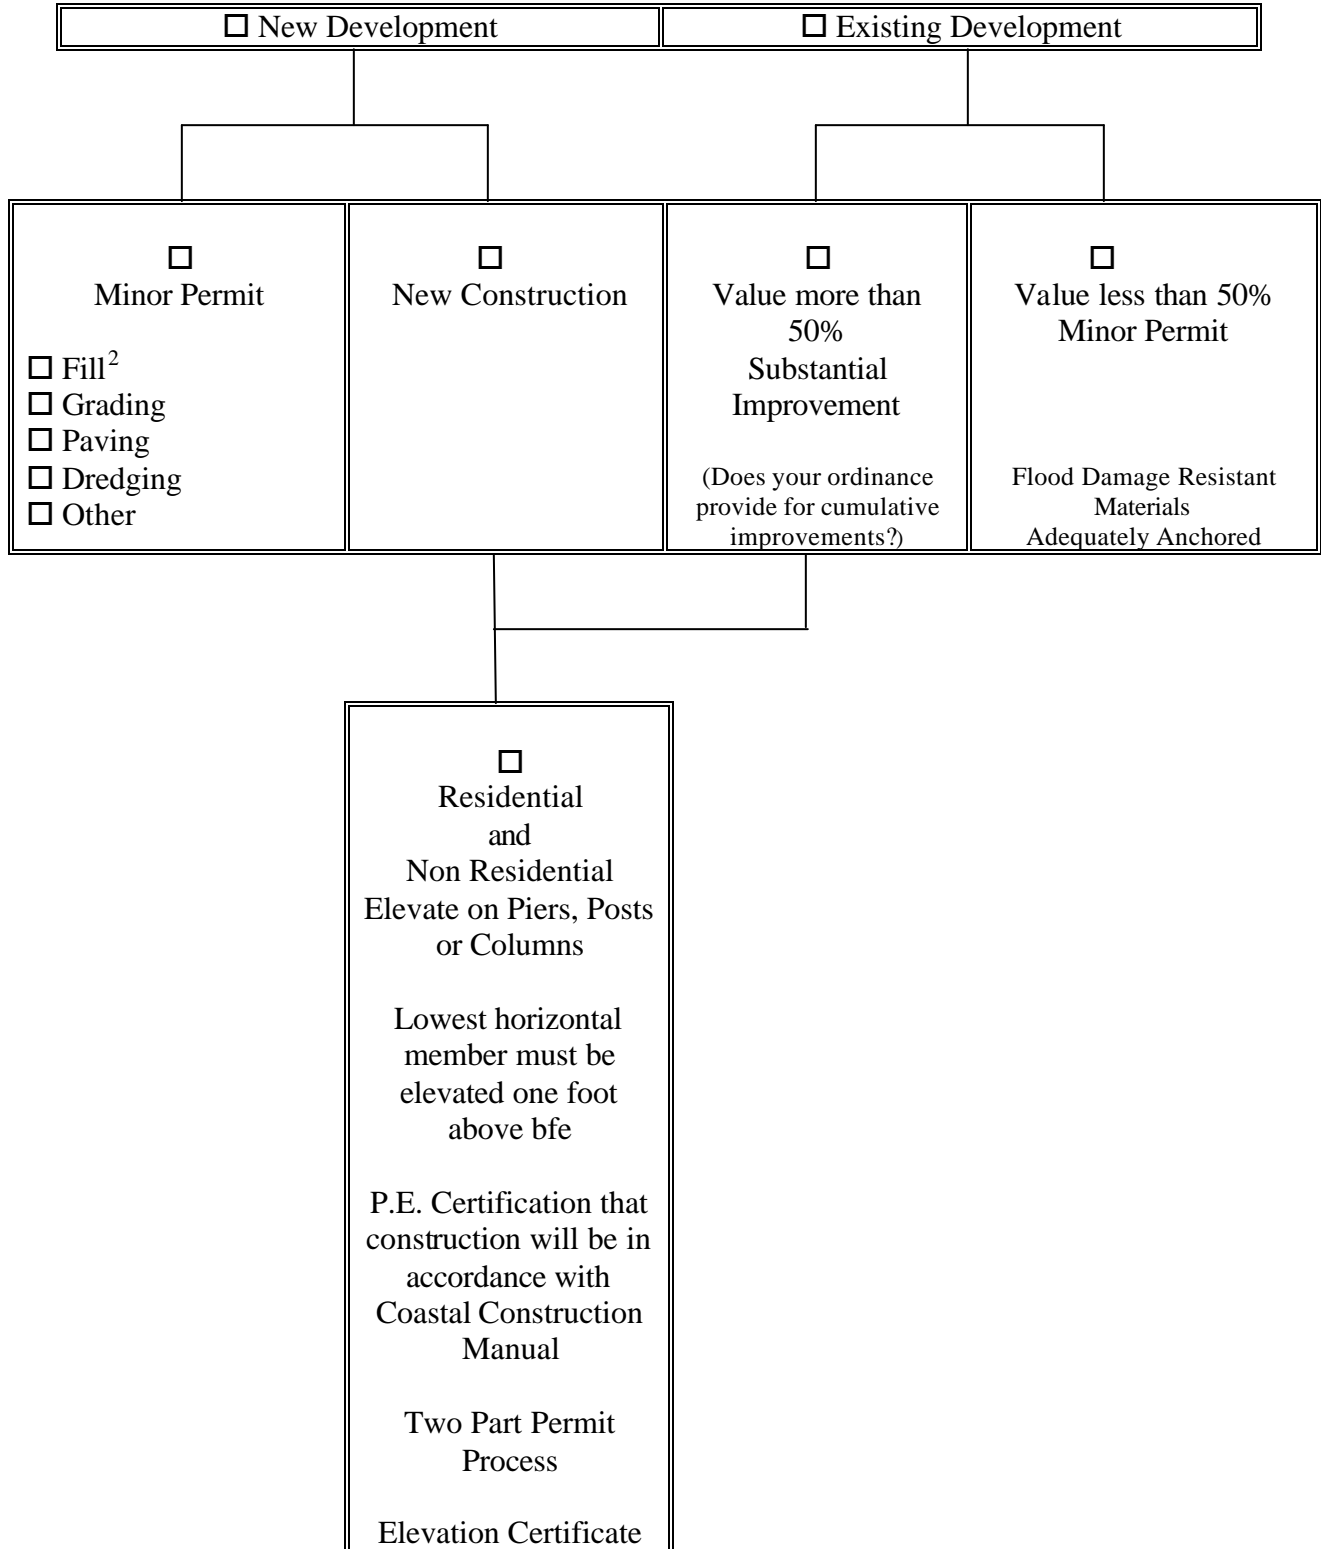 ☐ New Development
☐ Existing Development
☐
Minor Permit
☐ Fill²
☐ Grading
☐ Paving
☐ Dredging
☐ Other
☐
New Construction
☐
Value more than
50%
Substantial
Improvement
(Does your ordinance
provide for cumulative
improvements?)
☐
Value less than 50%
Minor Permit
Flood Damage Resistant
Materials
Adequately Anchored
☐
Residential
and
Non Residential
Elevate on Piers, Posts
or Columns
Lowest horizontal
member must be
elevated one foot
above bfe
P.E. Certification that
construction will be in
accordance with
Coastal Construction
Manual
Two Part Permit
Process
Elevation Certificate